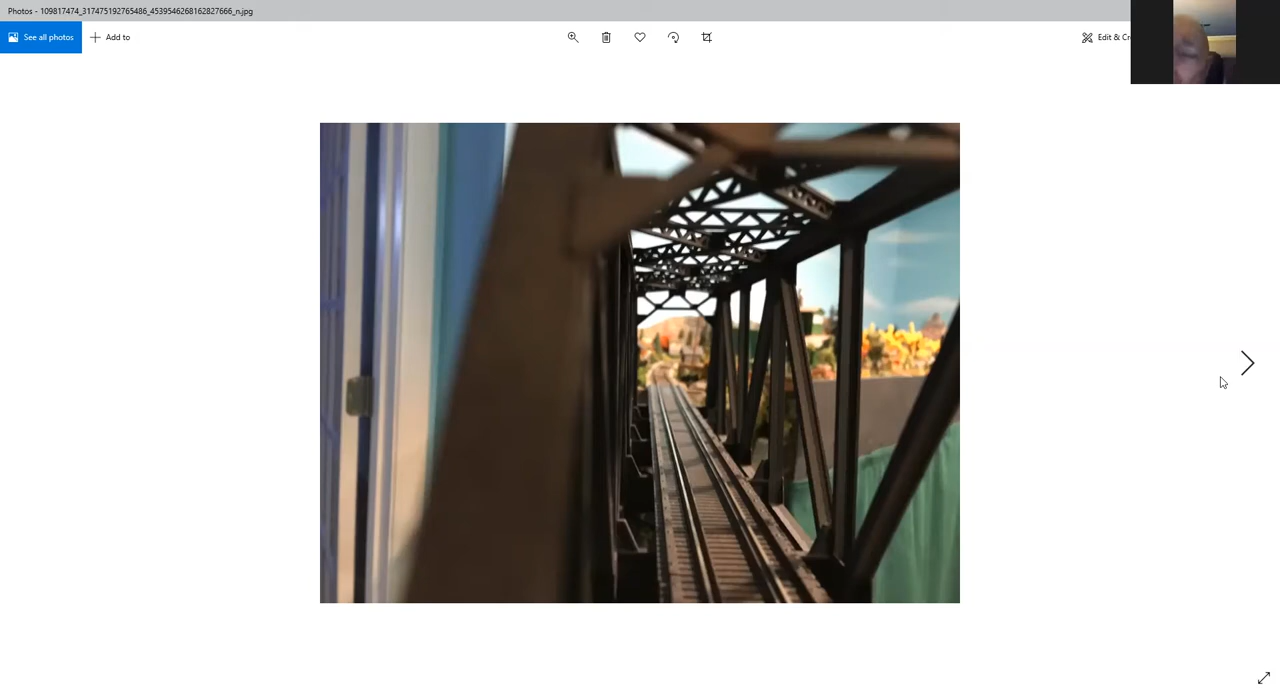 Photos - 109817474_317475192765486_4539546268162827666_n.jpg
See all photos
Add to
Edit & Cr